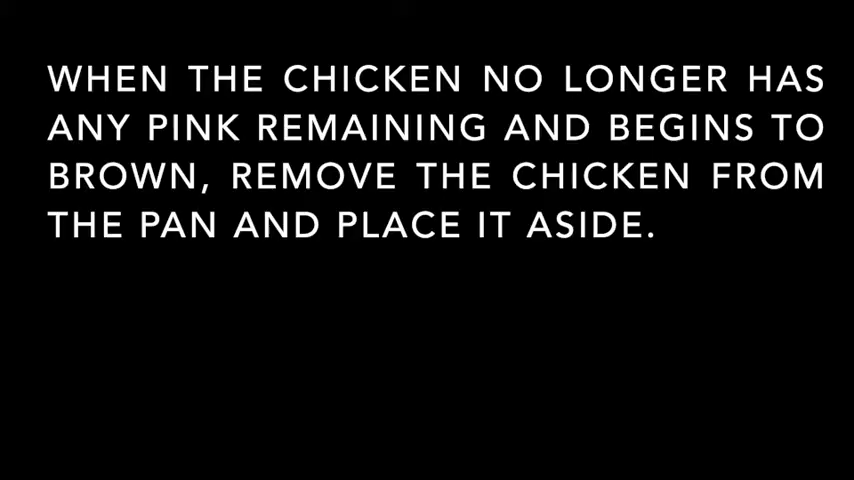 WHEN THE CHICKEN NO LONGER HAS
ANY PINK REMAINING AND BEGINS TO
BROWN, REMOVE THE CHICKEN FROM
THE PAN AND PLACE IT ASIDE.